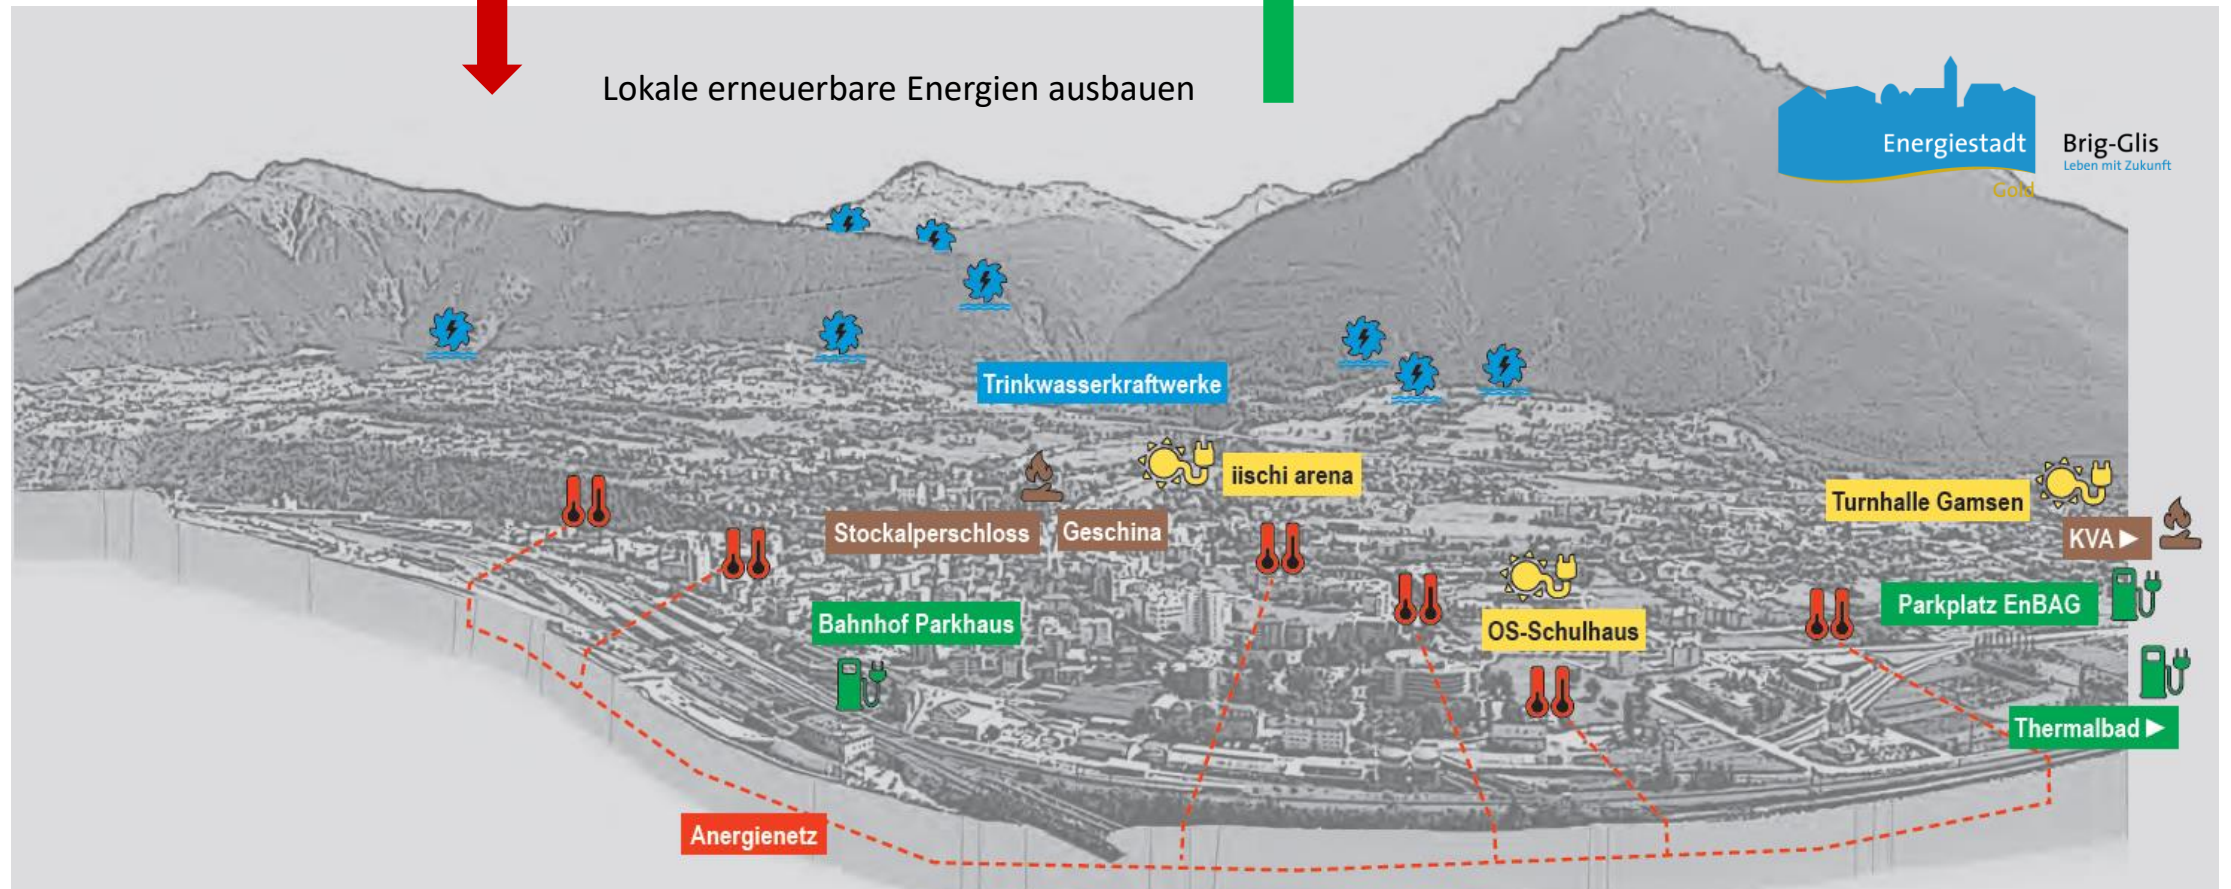 Lokale erneuerbare Energien ausbauen
Energiestadt
Brig-Glis
Leben mit Zukunft
Gold
Trinkwasserkraftwerke
iischi arena
Turnhalle Gamsen
Stockalperschloss
Geschina
KVA ►
Bahnhof Parkhaus
OS-Schulhaus
Parkplatz EnBAG
Thermalbad ►
Anergienetz